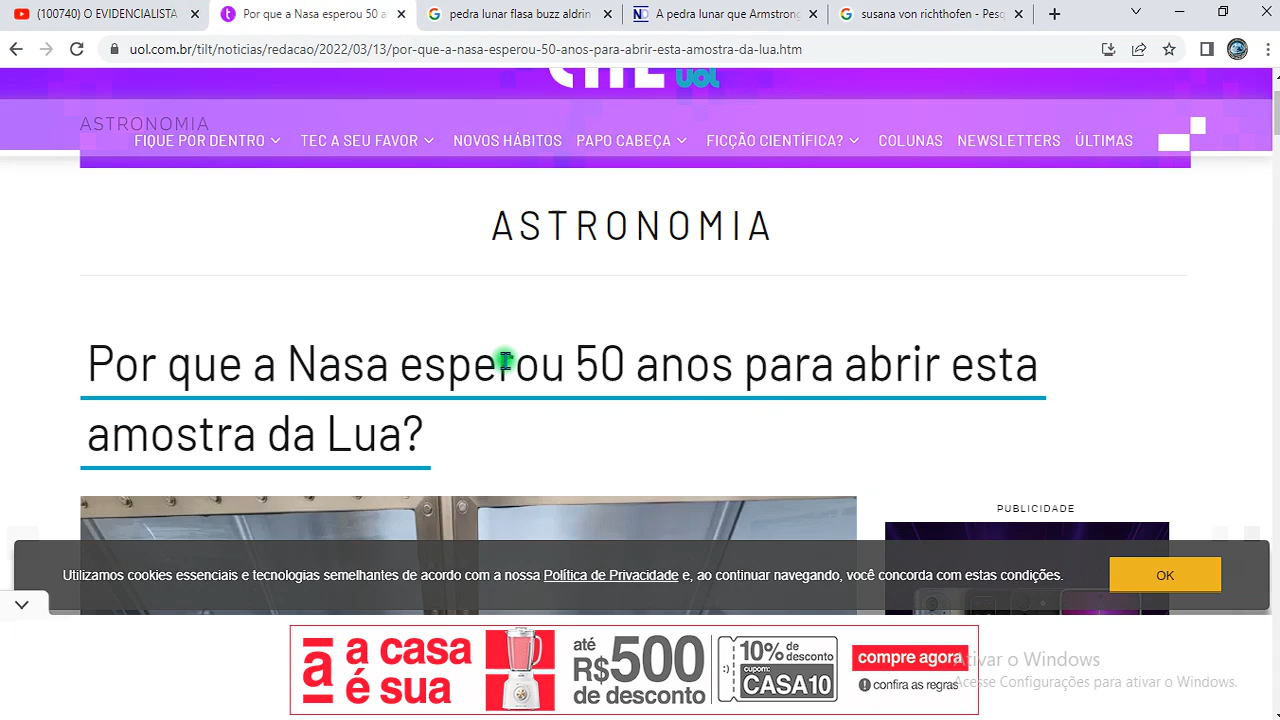 (100740) O EVIDENCIALISTA
Por que a Nasa esperou 50 a
pedra lunar flasa buzz aldrin
A pedra lunar que Armstrong
susana von richthofen - Pesq
uol.com.br/tilt/noticias/redacao/2022/03/13/por-que-a-nasa-esperou-50-anos-para-abrir-esta-amostra-da-lua.htm
uol
ASTRONOMIA
FIQUE POR DENTRO
TEC A SEU FAVOR
NOVOS HÁBITOS
PAPO CABEÇA
FICÇÃO CIENTÍFICA?
COLUNAS
NEWSLETTERS
ÚLTIMAS
ASTRONOMIA
Por que a Nasa esperou 50 anos para abrir esta
amostra da Lua?
PUBLICIDADE
Utilizamos cookies essenciais e tecnologias semelhantes de acordo com a nossa Política de Privacidade e, ao continuar navegando, você concorda com estas condições.
OK
a
a casa
é sua
até
R$500
de desconto
10% de
desconto
cupom:
CASA10
compre agora
confira as regras
Ativar o Windows
Acesse Configurações para ativar o Windows.